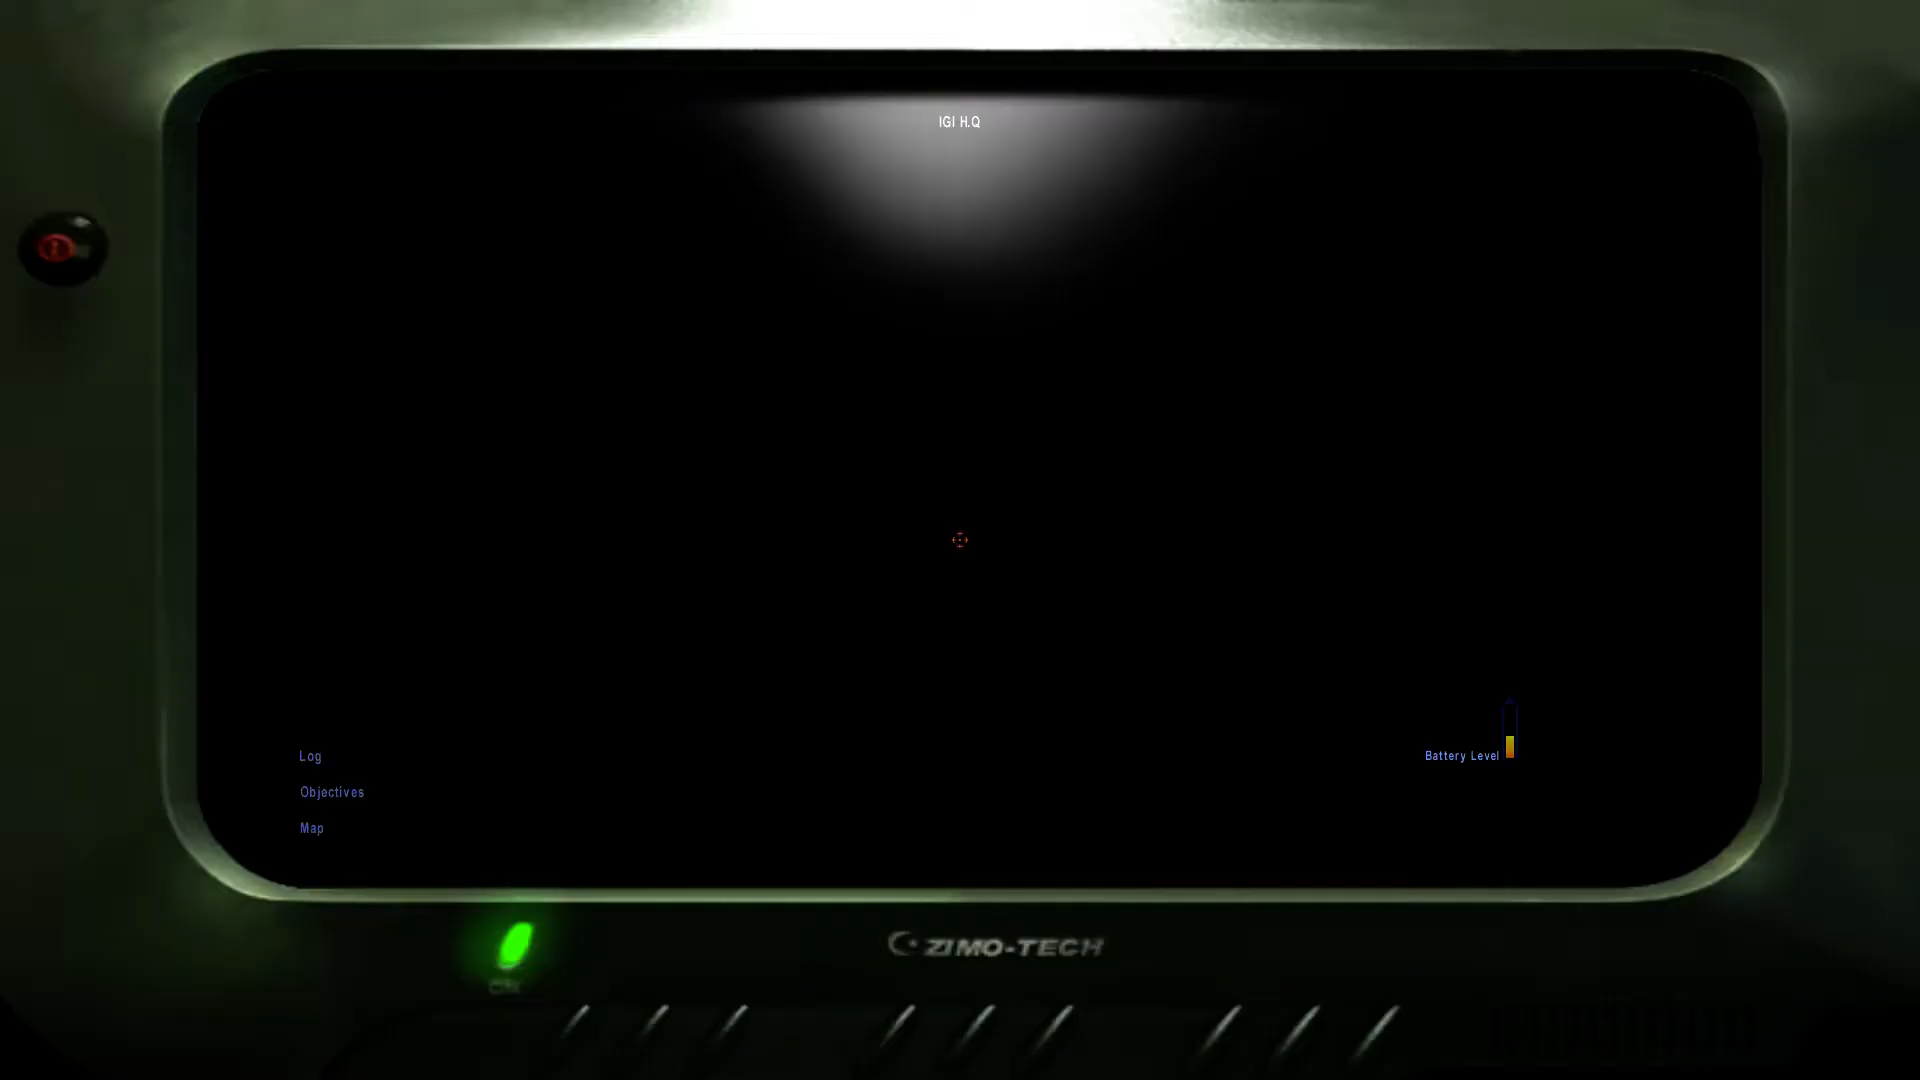 IGI H.Q
Log
Battery Level
Objectives
Map
ZIMO-TECH